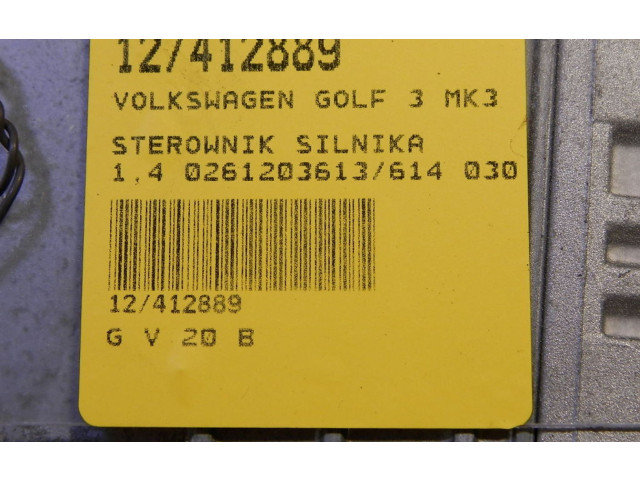 12/412889
VOLKSWAGEN GOLF 3 MK3
STEROWNIK SILNIKA
1,4 0261203613/614 030
12/412889
G V 20 B